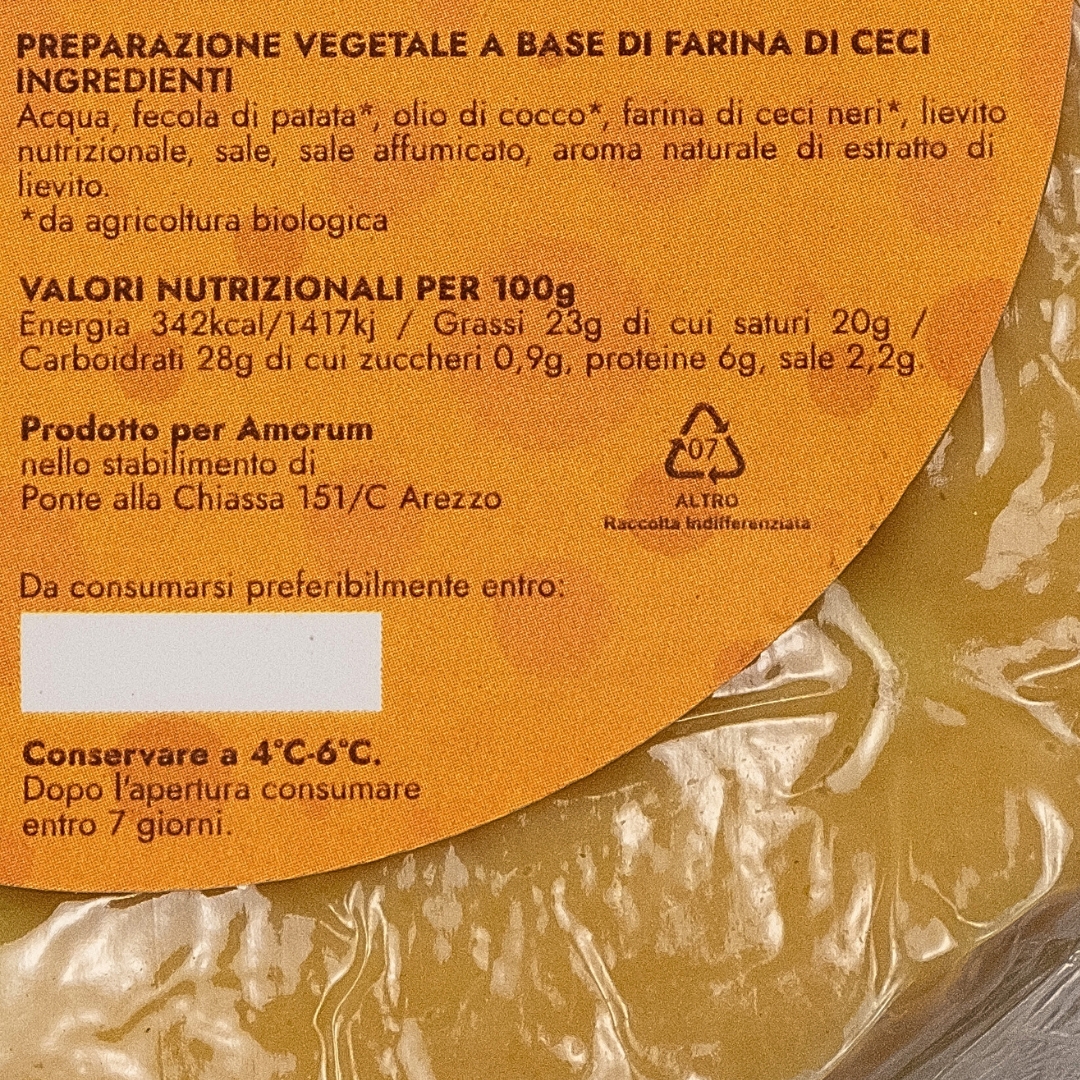 PREPARAZIONE VEGETALE A BASE DI FARINA DI CECI
INGREDIENTI
Acqua, fecola di patata*, olio di cocco*, farina di ceci neri*, lievito
nutrizionale, sale, sale affumicato, aroma naturale di estratto di
lievito.
*da agricoltura biologica
VALORI NUTRIZIONALI PER 100g
Energia 342kcal/1417kj / Grassi 23g di cui saturi 20g /
Carboidrati 28g di cui zuccheri 0,9g, proteine 6g, sale 2,2g.
Prodotto per Amorum
nello stabilimento di
Ponte alla Chiassa 151/C Arezzo
07
ALTRO
Raccolta Indifferenziata
Da consumarsi preferibilmente entro:
Conservare a 4°C-6°C.
Dopo l'apertura consumare
entro 7 giorni.